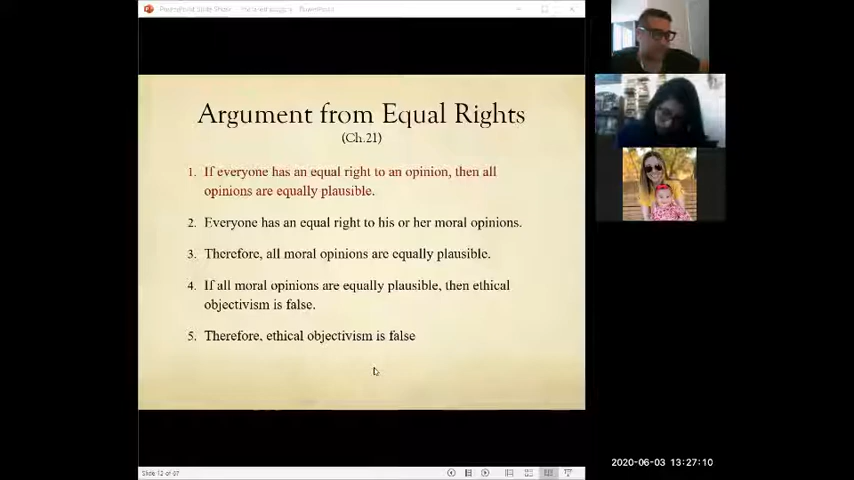 Argument from Equal Rights
(Ch.21)
1. If everyone has an equal right to an opinion, then all
opinions are equally plausible.
2. Everyone has an equal right to his or her moral opinions.
3. Therefore, all moral opinions are equally plausible.
4. If all moral opinions are equally plausible, then ethical
objectivism is false.
5. Therefore, ethical objectivism is false
2020-06-03 13:27:10